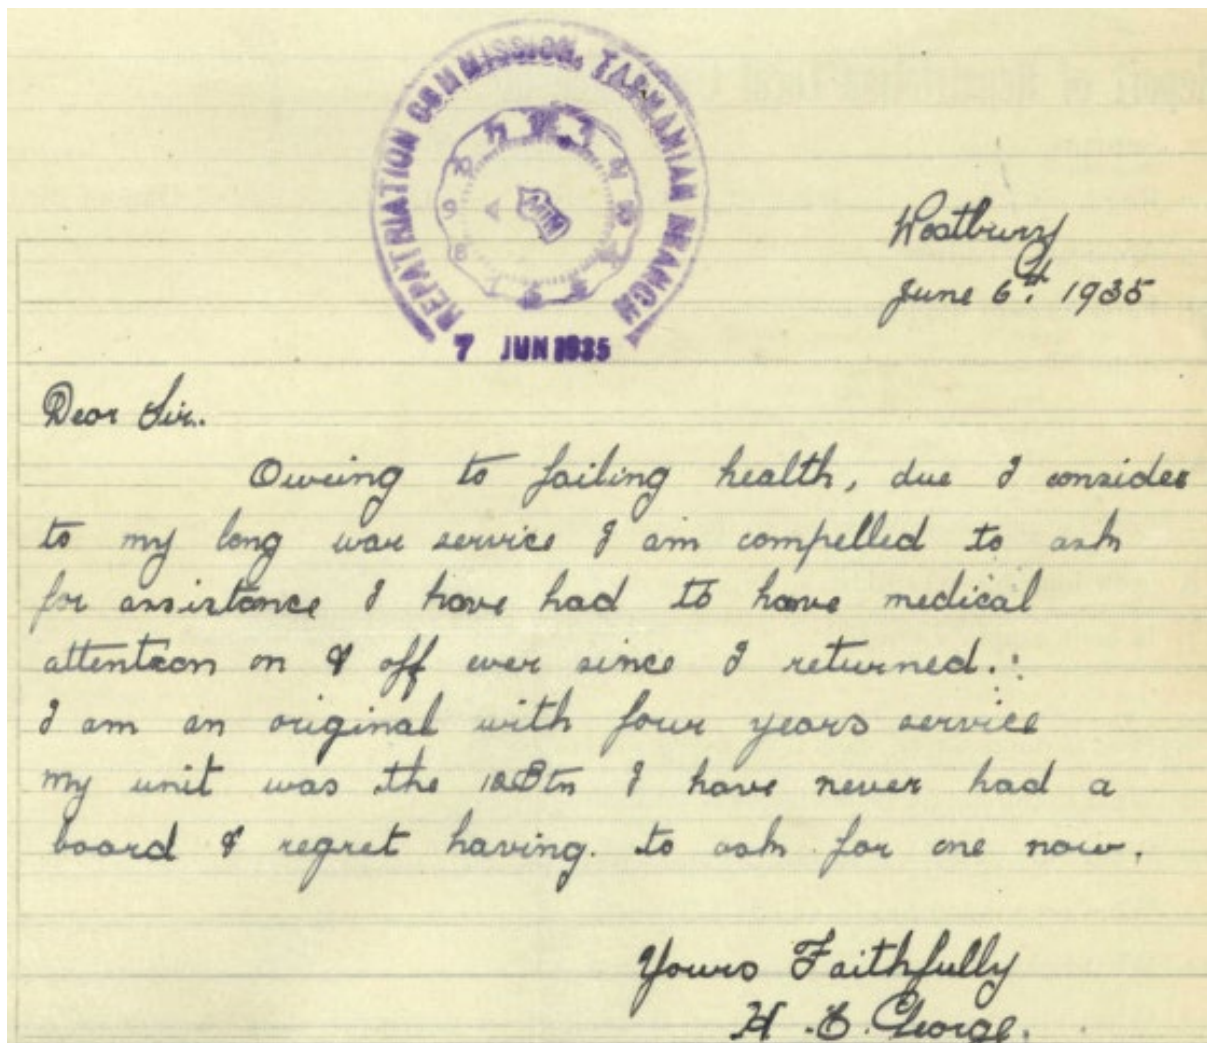 REPATRIATION COMMISSION. TASMANIAN BRANCH
7 JUN 1935
Westbury
June 6th 1935
Dear Sir.
Owing to failing health, due I consider
to my long war service I am compelled to ask
for assistance I have had to have medical
attention on & off ever since I returned.
I am an original with four years service
my unit was the 12Btn I have never had a
board & regret having. to ask for one now.
Yours Faithfully
H. E. George.